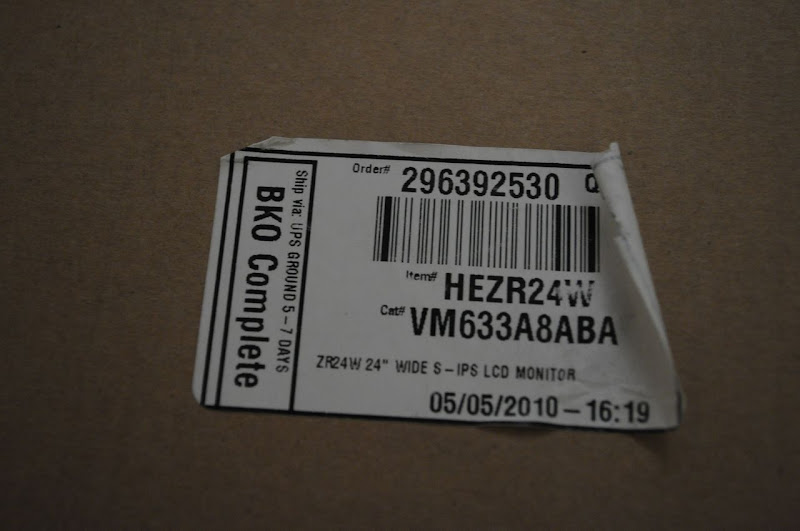 Order# 296392530 Q
Item# HEZR24W
Cat# VM633A8ABA
ZR24W 24" WIDE S-IPS LCD MONITOR
05/05/2010-16:19
Ship via: UPS GROUND 5-7 DAYS
BKO Complete